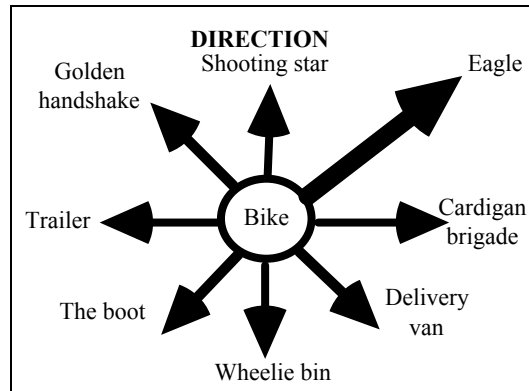 DIRECTION
Shooting star
Golden
handshake
Eagle
Trailer
Bike
Cardigan
brigade
The boot
Delivery
van
Wheelie bin